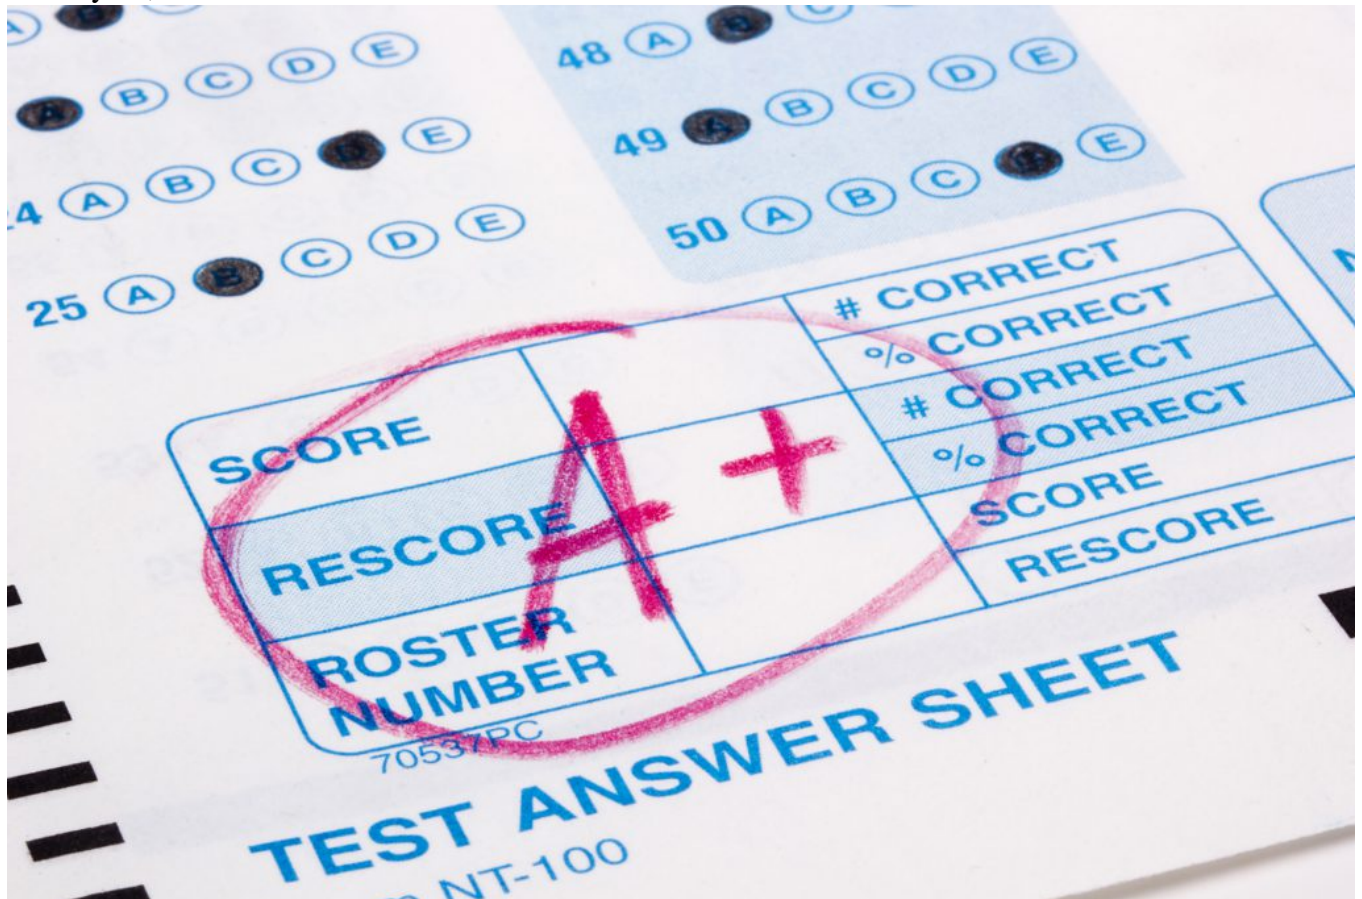 A B
A B C D E
24 A B C D E
25 A B C D E
48 A B C
49 A B C D E
50 A B C D E
# CORRECT
% CORRECT
# CORRECT
% CORRECT
SCORE
RESCORE
SCORE
RESCORE
ROSTER
NUMBER
A+
70537PC
TEST ANSWER SHEET
NT-100